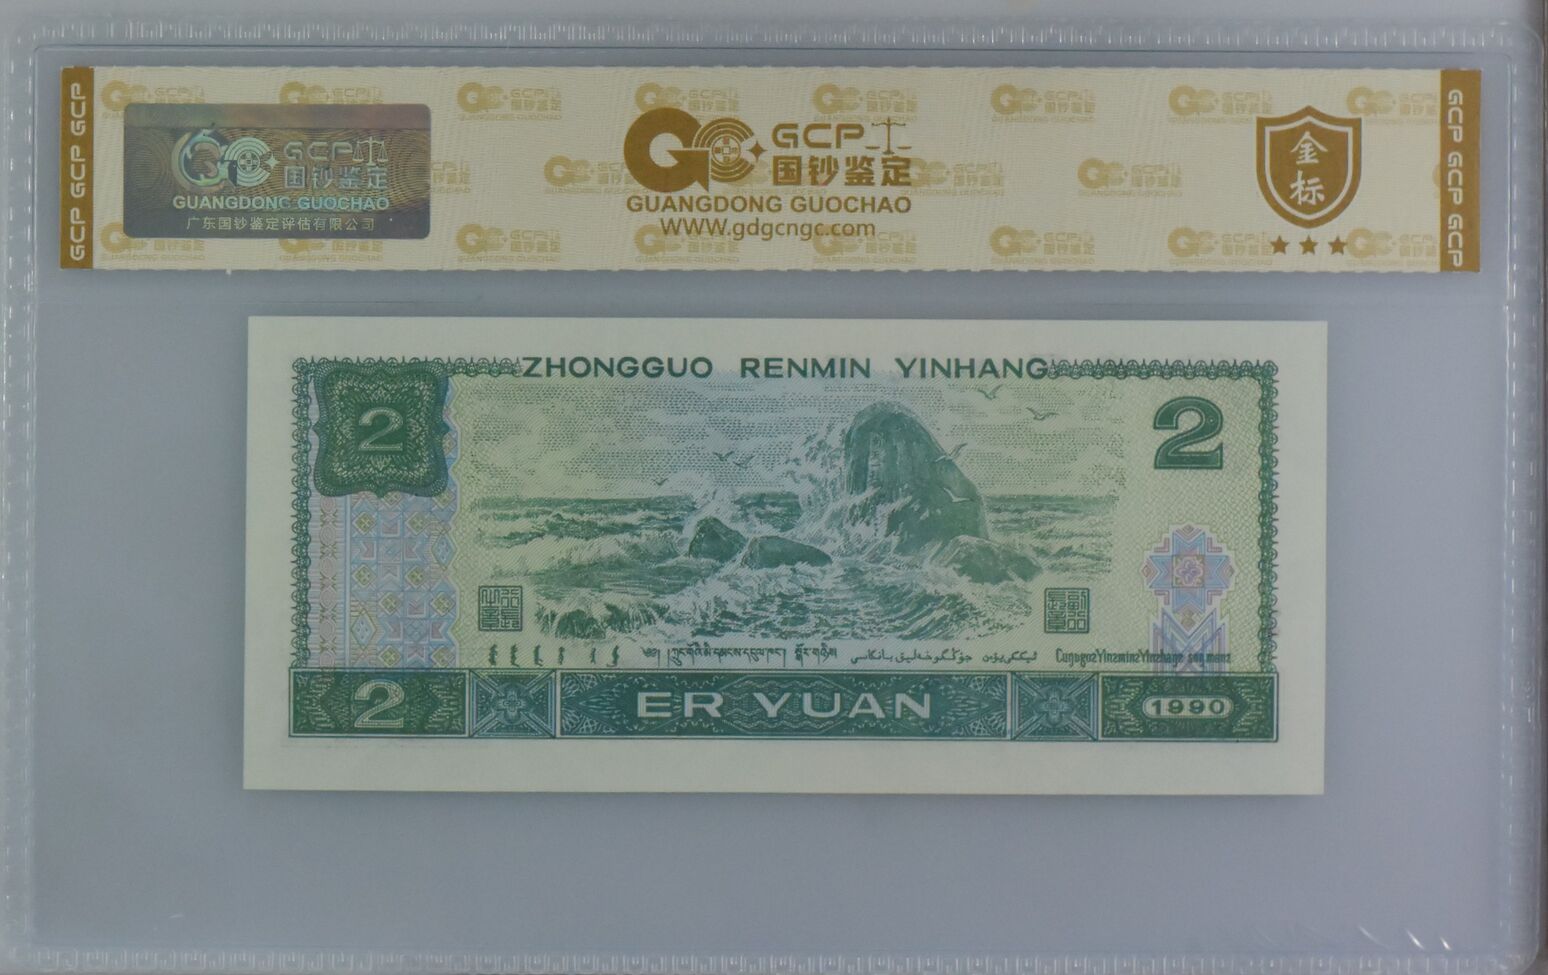 GCP GCP GCP
GCP
国钞鉴定
GUANGDONG GUOCHAO
广东国钞鉴定评估有限公司
GCP
国钞鉴定
GUANGDONG GUOCHAO
WWW.gdgcngc.com
金
标
GCP GCP GCP
ZHONGGUO RENMIN YINHANG
2
2
2
ER YUAN
1990